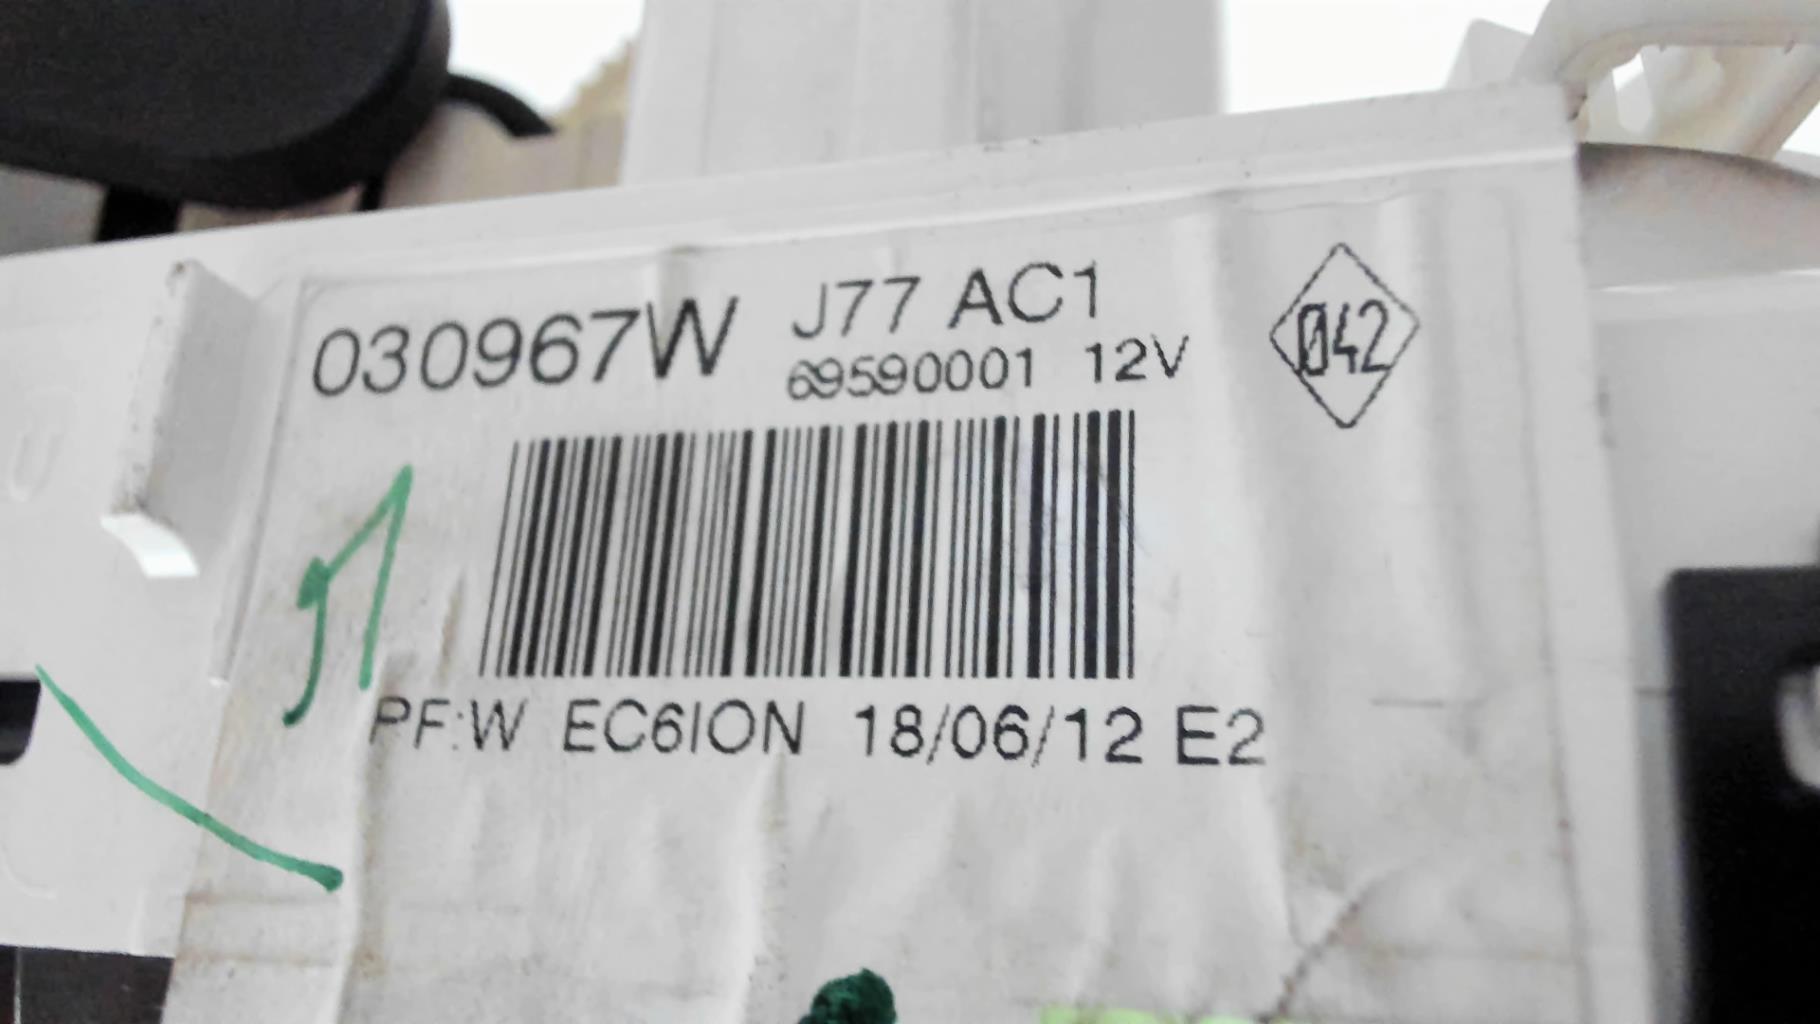 030967W J77 AC1
69590001 12V
042
PF:W EC6ION 18/06/12 E2